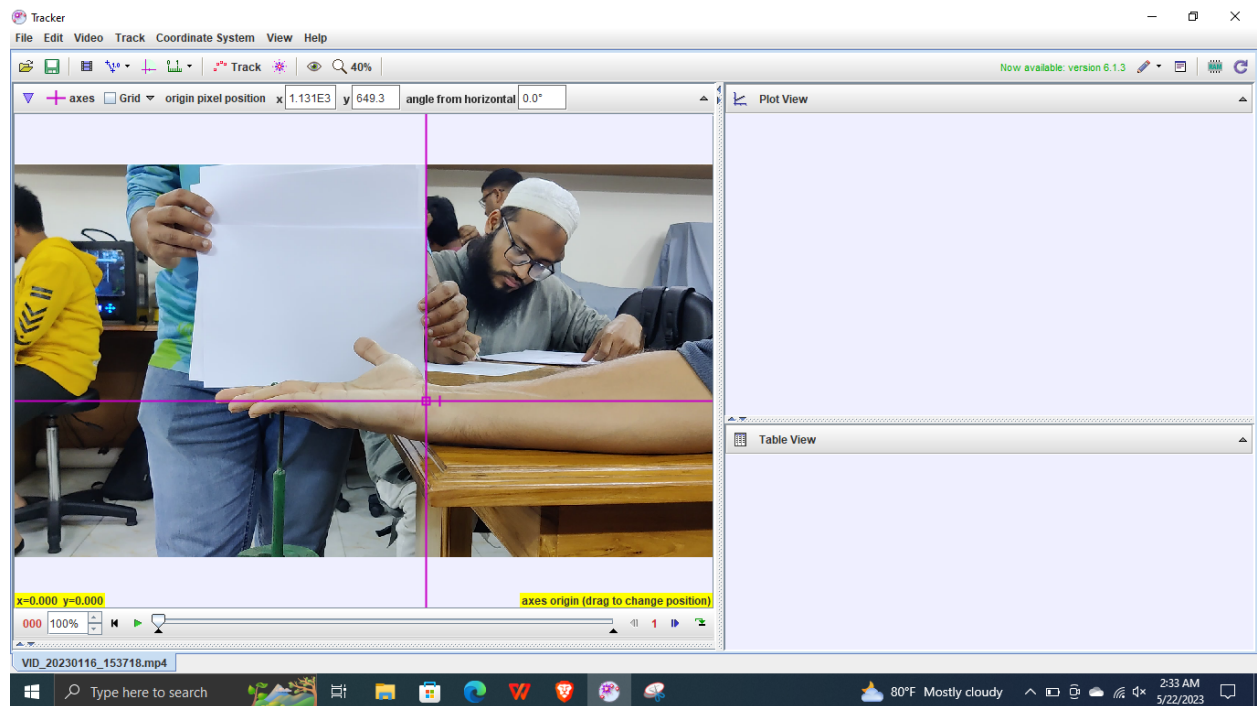 Tracker
File Edit Video Track Coordinate System View Help
Track 40% Now available: version 6.1.3
axes Grid origin pixel position x 1.131E3 y 649.3 angle from horizontal 0.0°
Plot View
Table View
x=0.000 y=0.000 axes origin (drag to change position)
000 100% 1
VID_20230116_153718.mp4
Type here to search 80°F Mostly cloudy 2:33 AM
5/22/2023